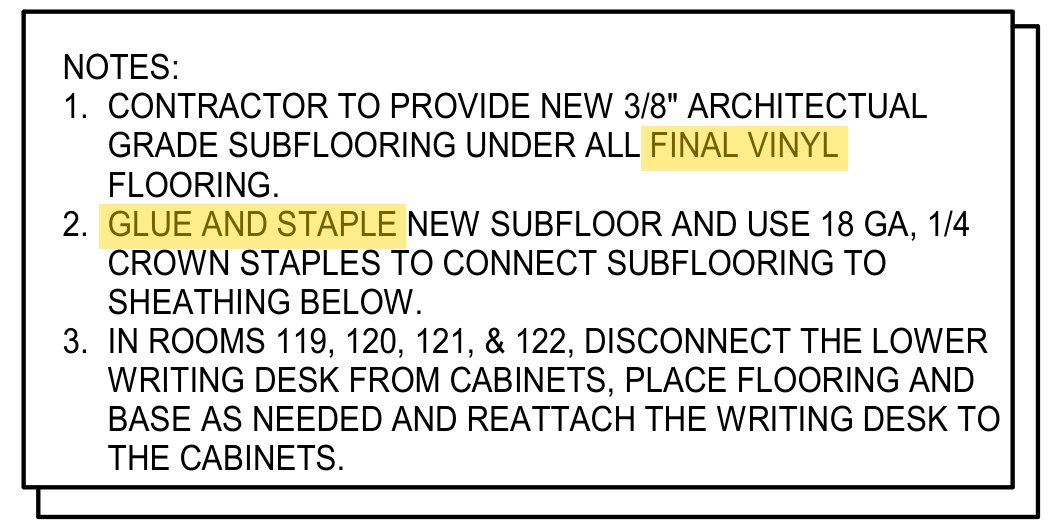 NOTES:
1. CONTRACTOR TO PROVIDE NEW 3/8" ARCHITECTUAL
GRADE SUBFLOORING UNDER ALL FINAL VINYL
FLOORING.
2. GLUE AND STAPLE NEW SUBFLOOR AND USE 18 GA, 1/4
CROWN STAPLES TO CONNECT SUBFLOORING TO
SHEATHING BELOW.
3. IN ROOMS 119, 120, 121, & 122, DISCONNECT THE LOWER
WRITING DESK FROM CABINETS, PLACE FLOORING AND
BASE AS NEEDED AND REATTACH THE WRITING DESK TO
THE CABINETS.